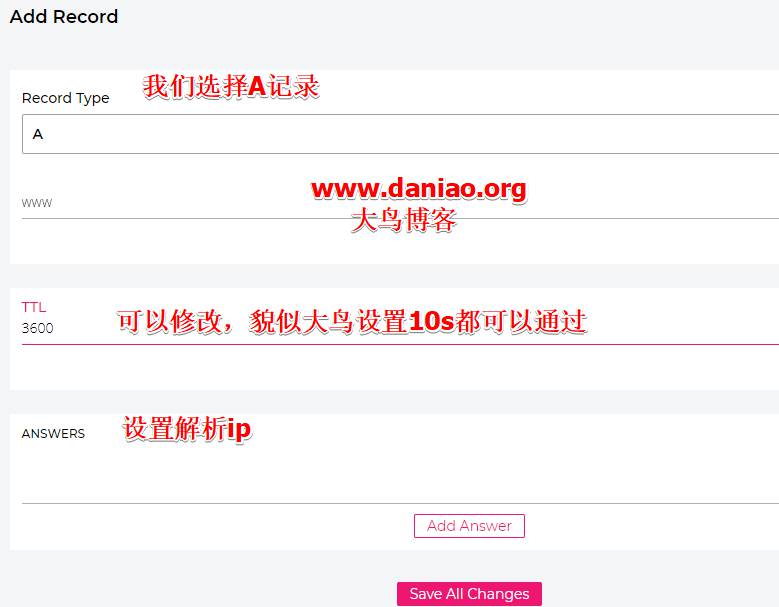 Add Record
我们选择A记录
Record Type
A
www.daniao.org
www
大鸟博客
TTL
可以修改，貌似大鸟设置10s都可以通过
3600
设置解析ip
ANSWERS
Add Answer
Save All Changes